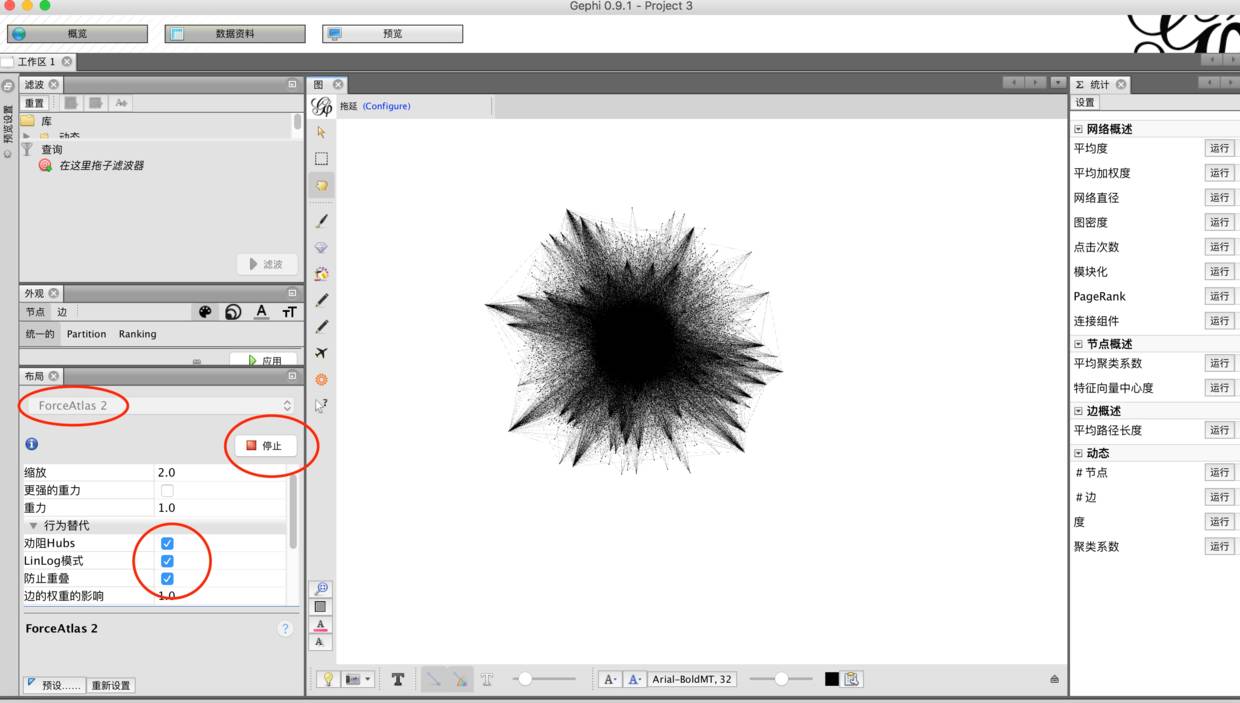 Gephi 0.9.1 - Project 3
概览
数据资料
预览
工作区 1
预览设置
滤波
重置
库
动态
查询
在这里拖子滤波器
滤波
外观
节点 边
统一的 Partition Ranking
应用
布局
ForceAtlas 2
停止
缩放 2.0
更强的重力
重力 1.0
行为替代
劝阻Hubs
LinLog模式
防止重叠
边的权重的影响 1.0
ForceAtlas 2
预设......
重新设置
图
拖延 (Configure)
Arial-BoldMT, 32
Σ 统计
设置
网络概述
平均度 运行
平均加权度 运行
网络直径 运行
图密度 运行
点击次数 运行
模块化 运行
PageRank 运行
连接组件 运行
节点概述
平均聚类系数 运行
特征向量中心度 运行
边概述
平均路径长度 运行
动态
# 节点 运行
# 边 运行
度 运行
聚类系数 运行